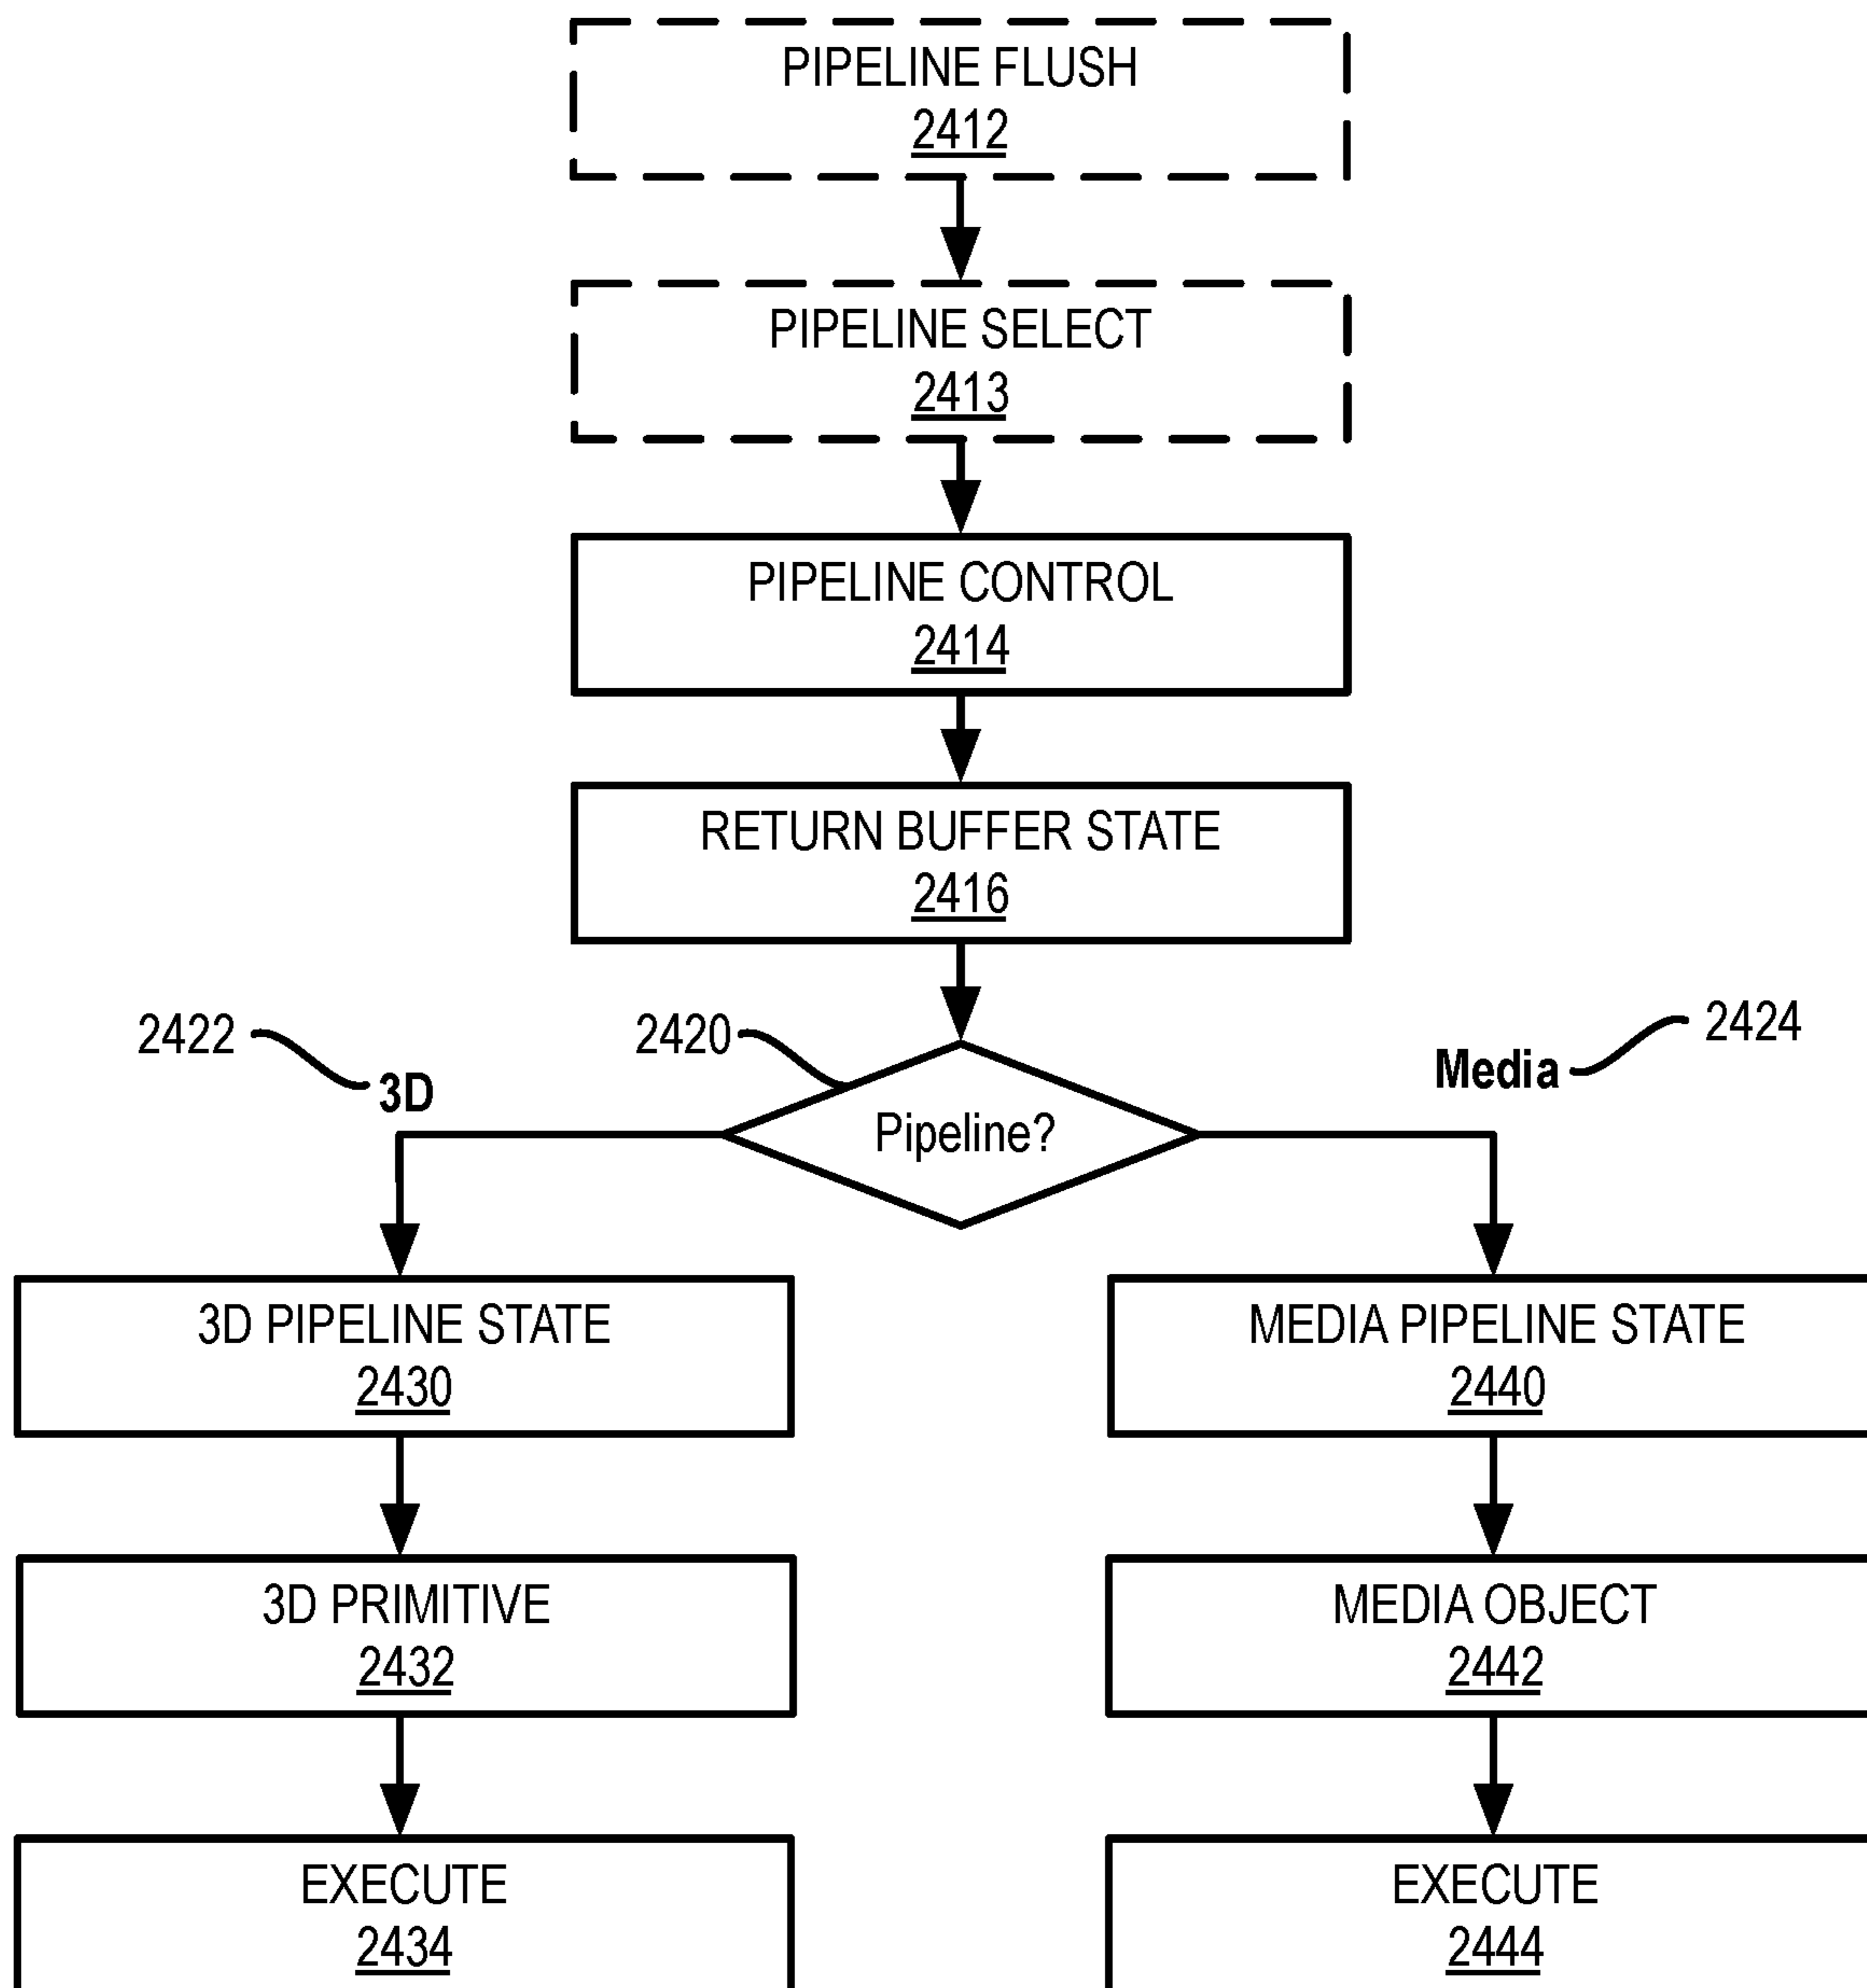 PIPELINE FLUSH
2412
PIPELINE SELECT
2413
PIPELINE CONTROL
2414
RETURN BUFFER STATE
2416
2422
2420
2424
3D
Media
Pipeline?
3D PIPELINE STATE
2430
MEDIA PIPELINE STATE
2440
3D PRIMITIVE
2432
MEDIA OBJECT
2442
EXECUTE
2434
EXECUTE
2444